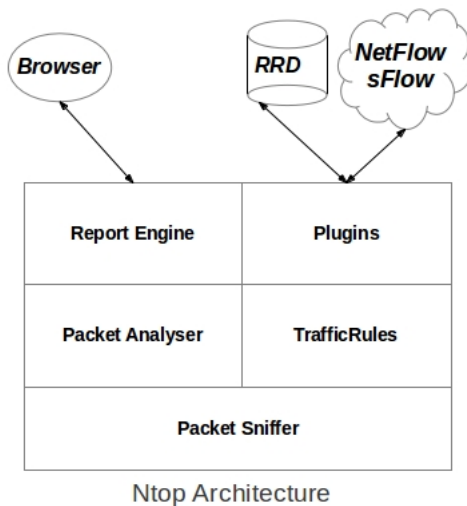 Browser
RRD
NetFlow
sFlow
Report Engine
Plugins
Packet Analyser
TrafficRules
Packet Sniffer
Ntop Architecture